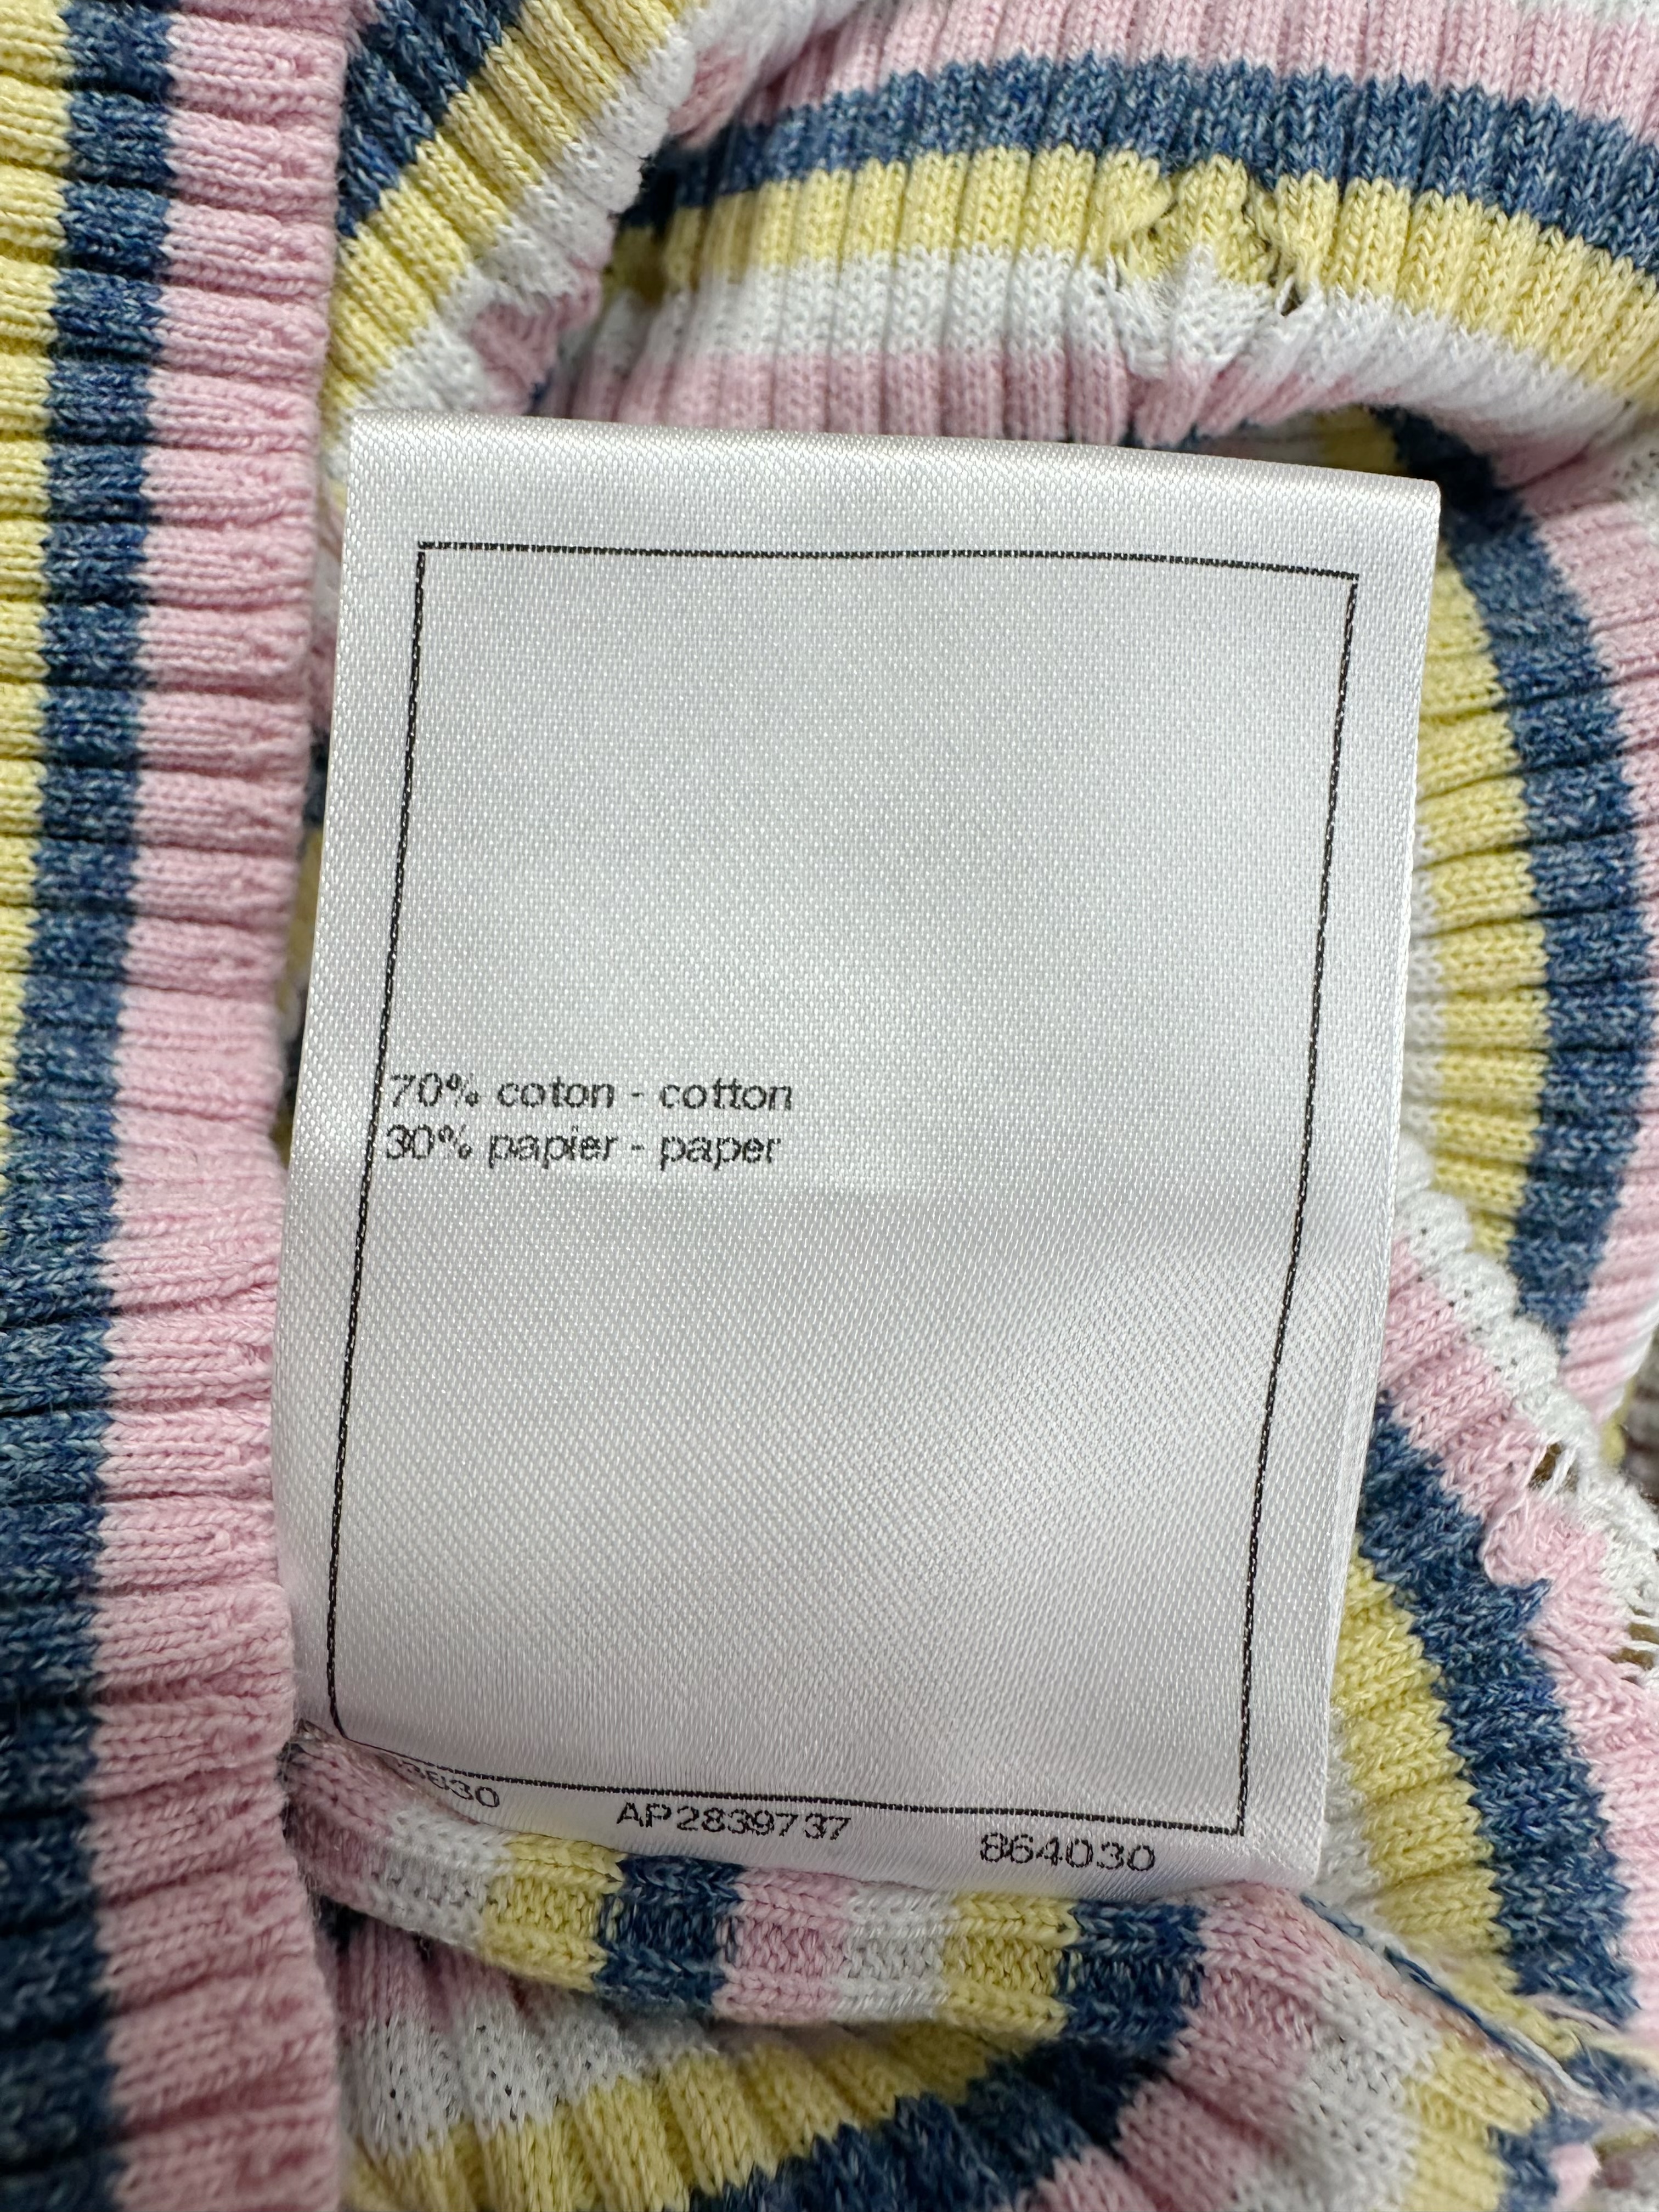 70% coton - cotton
30% papier - paper
AP2839737 864030